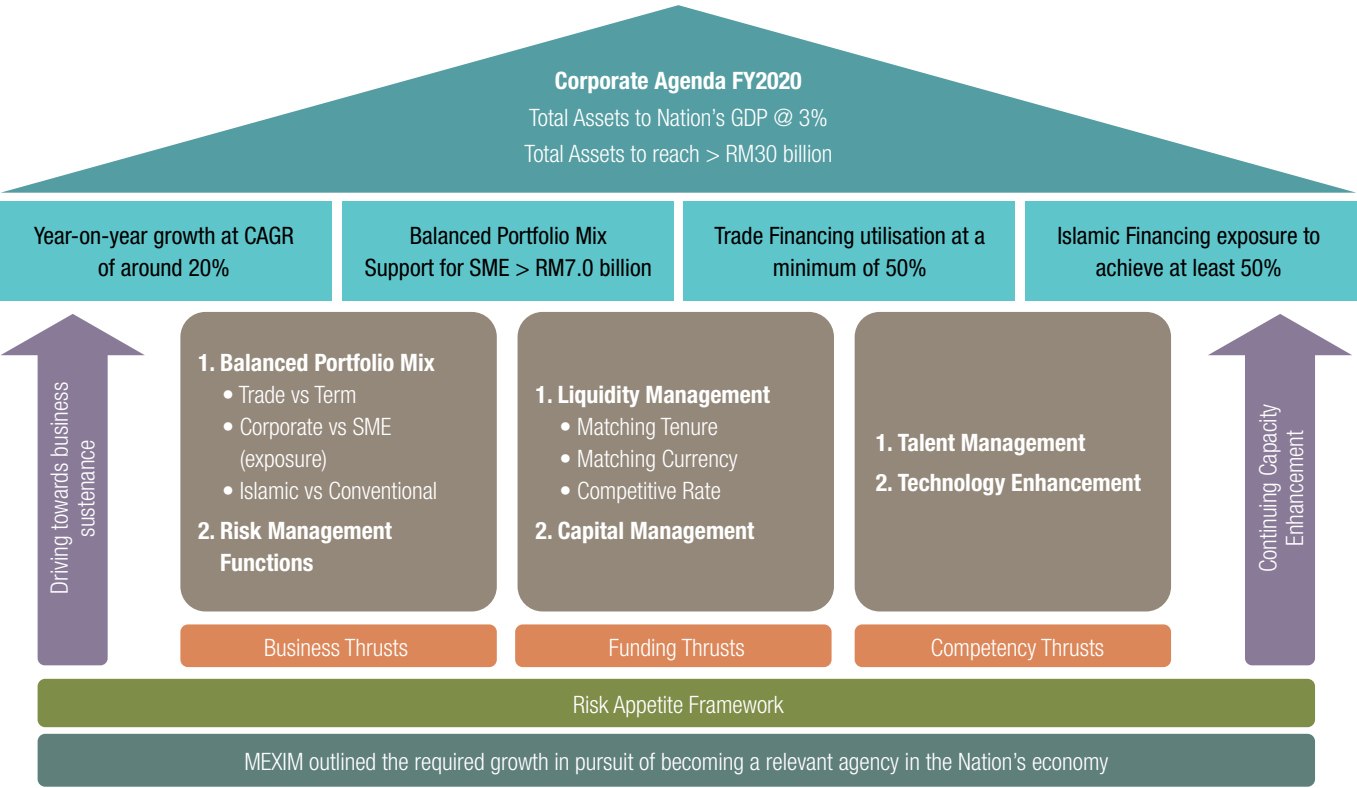 Corporate Agenda FY2020
Total Assets to Nation's GDP @ 3%
Total Assets to reach > RM30 billion
Year-on-year growth at CAGR
of around 20%
Balanced Portfolio Mix
Support for SME > RM7.0 billion
Trade Financing utilisation at a
minimum of 50%
Islamic Financing exposure to
achieve at least 50%
Driving towards business
sustenance
1. Balanced Portfolio Mix
• Trade vs Term
• Corporate vs SME
(exposure)
• Islamic vs Conventional
2. Risk Management
Functions
Business Thrusts
1. Liquidity Management
• Matching Tenure
• Matching Currency
• Competitive Rate
2. Capital Management
Funding Thrusts
1. Talent Management
2. Technology Enhancement
Competency Thrusts
Continuing Capacity
Enhancement
Risk Appetite Framework
MEXIM outlined the required growth in pursuit of becoming a relevant agency in the Nation's economy